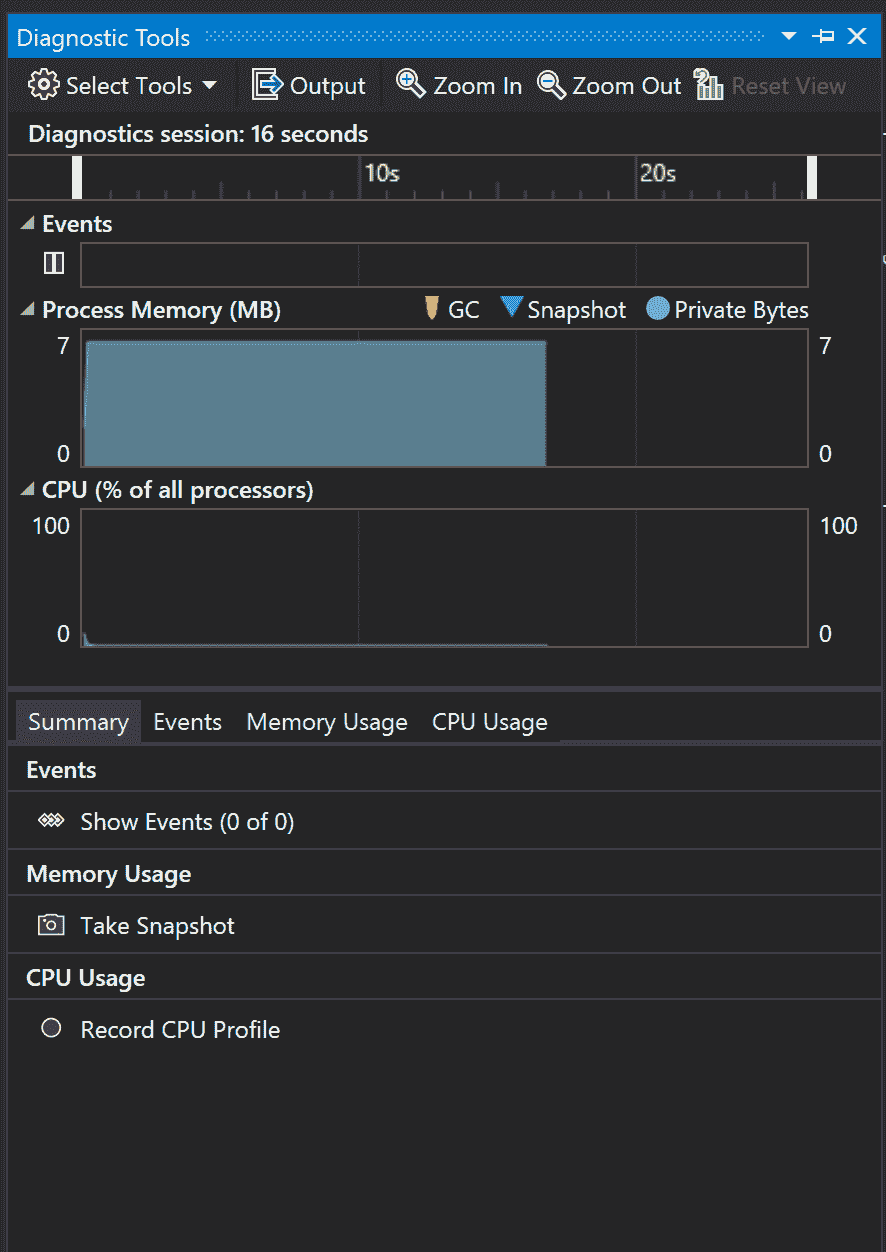 Diagnostic Tools
Select Tools Output Zoom In Zoom Out Reset View
Diagnostics session: 16 seconds
10s 20s
Events
Process Memory (MB) GC Snapshot Private Bytes
7 7
0 0
CPU (% of all processors)
100 100
0 0
Summary Events Memory Usage CPU Usage
Events
Show Events (0 of 0)
Memory Usage
Take Snapshot
CPU Usage
Record CPU Profile